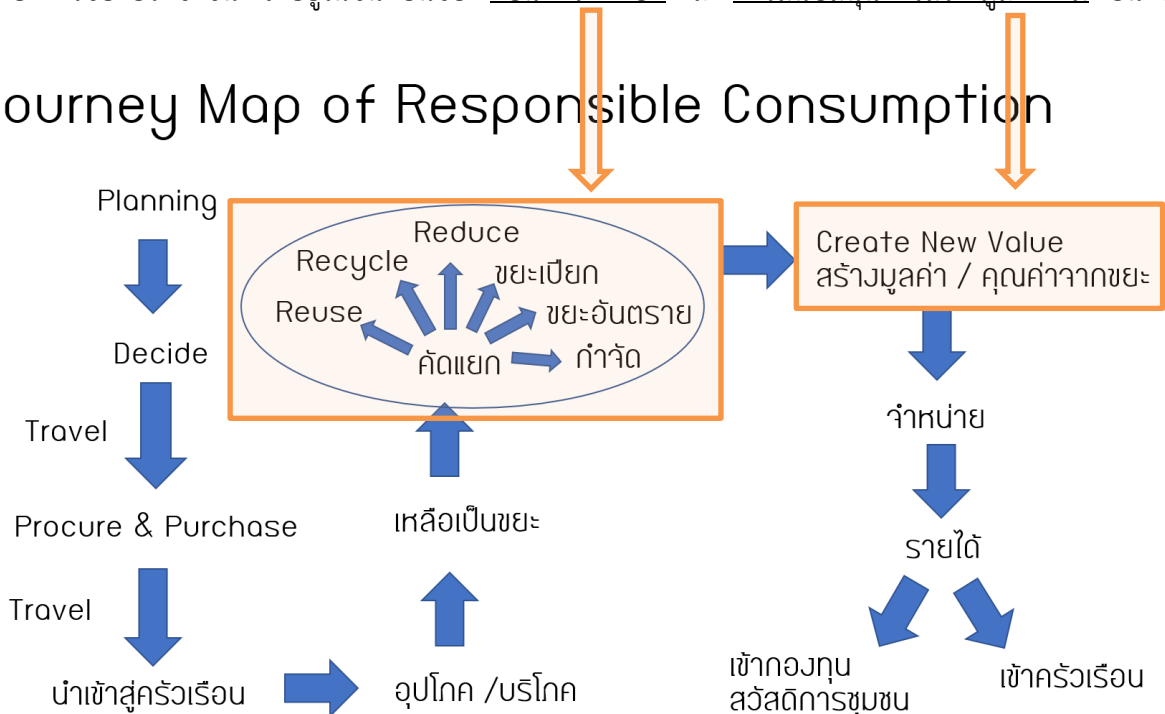 ourney Map of Responsible Consumption
Planning
Decide
Travel
Procure & Purchase
Travel
นำเข้าสู่ครัวเรือน
อุปโภค /บริโภค
เหลือเป็นขยะ
คัดแยก
Reuse
Recycle
Reduce
ขยะเปียก
ขยะอันตราย
กำจัด
Create New Value
สร้างมูลค่า / คุณค่าจากขยะ
จำหน่าย
รายได้
เข้ากองทุน
สวัสดิการชุมชน
เข้าครัวเรือน